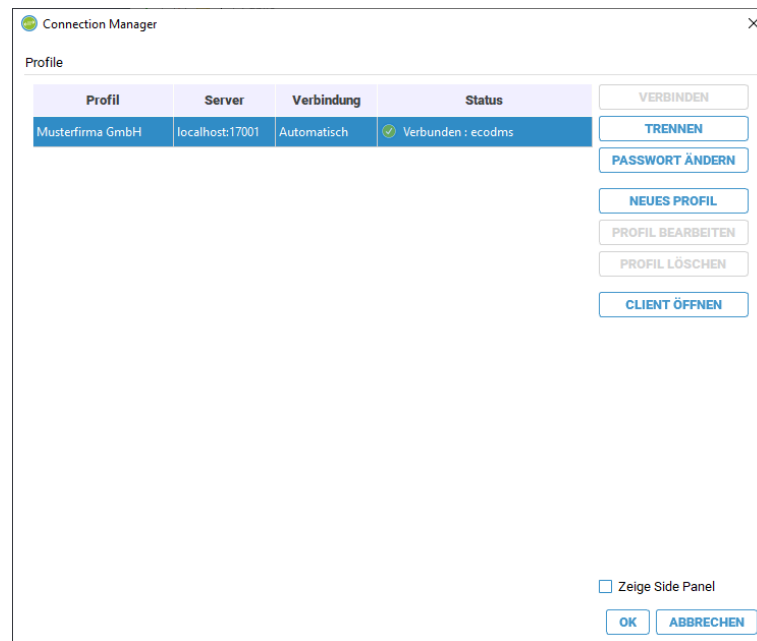 Connection Manager
Profile
Profil Server Verbindung Status
Musterfirma GmbH localhost:17001 Automatisch Verbunden : ecodms
VERBINDEN
TRENNEN
PASSWORT ÄNDERN
NEUES PROFIL
PROFIL BEARBEITEN
PROFIL LÖSCHEN
CLIENT ÖFFNEN
Zeige Side Panel
OK ABBRECHEN